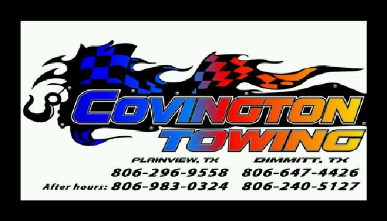 COVINGTON
TOWING
PLAINVIEW, TX DIMMITT, TX
806-296-9558 806-647-4426
After hours: 806-983-0324 806-240-5127